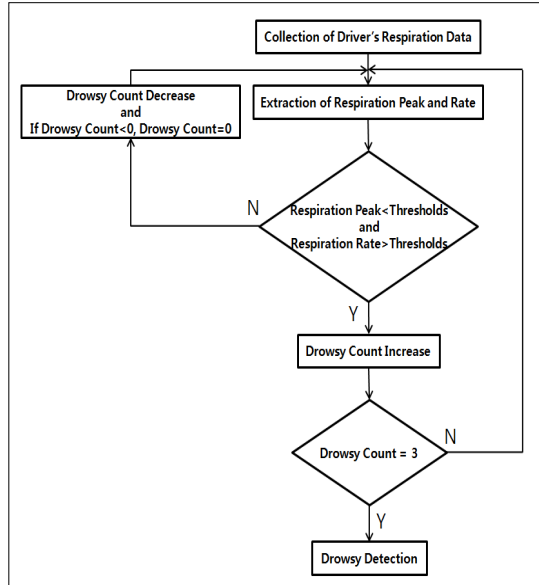 Collection of Driver's Respiration Data
Drowsy Count Decrease
and
If Drowsy Count<0, Drowsy Count=0
Extraction of Respiration Peak and Rate
N
Respiration Peak<Thresholds
and
Respiration Rate>Thresholds
Y
Drowsy Count Increase
Drowsy Count = 3
N
Y
Drowsy Detection